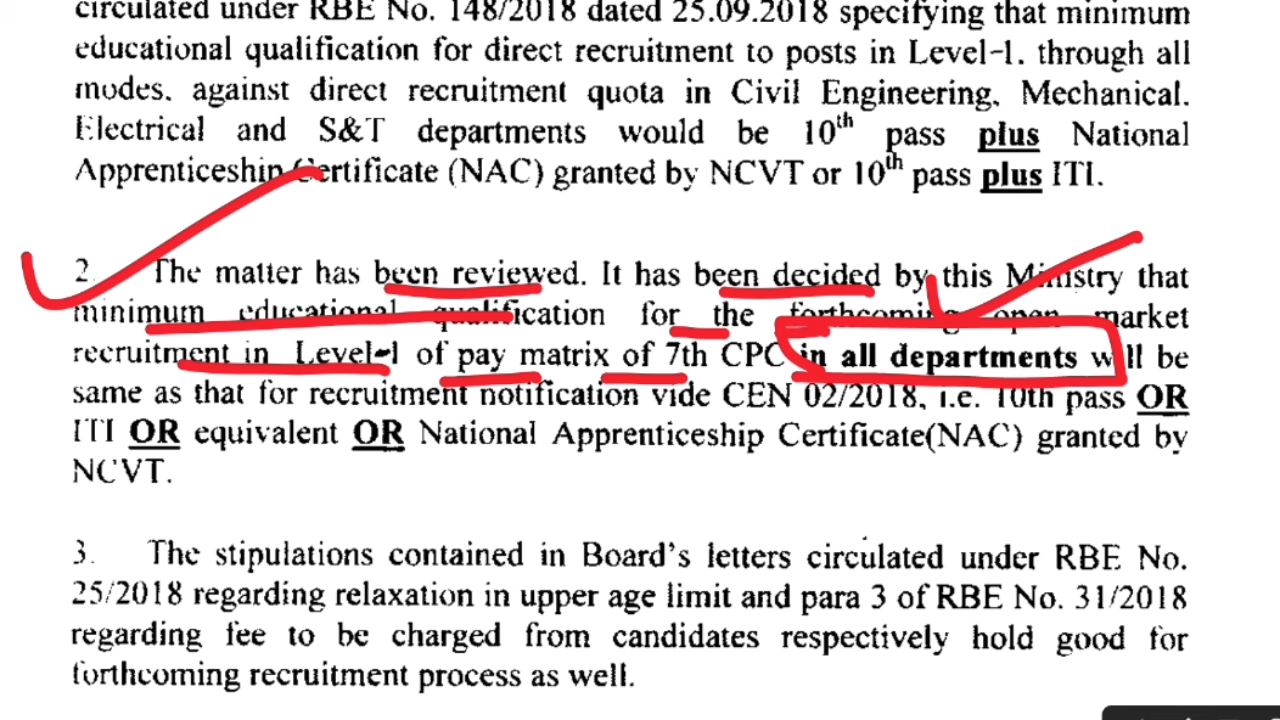 circulated under RBE No. 148/2018 dated 25.09.2018 specifying that minimum
educational qualification for direct recruitment to posts in Level-1. through all
modes. against direct recruitment quota in Civil Engineering, Mechanical.
Electrical and S&T departments would be 10th pass plus National
Apprenticeship Certificate (NAC) granted by NCVT or 10th pass plus ITI.
2. The matter has been reviewed. It has been decided by this Ministry that
minimum educational qualification for the forthcoming open market
recruitment in Level-1 of pay matrix of 7th CPC in all departments will be
same as that for recruitment notification vide CEN 02/2018, i.e. 10th pass OR
ITI OR equivalent OR National Apprenticeship Certificate(NAC) granted by
NCVT.
3. The stipulations contained in Board's letters circulated under RBE No.
25/2018 regarding relaxation in upper age limit and para 3 of RBE No. 31/2018
regarding fee to be charged from candidates respectively hold good for
forthcoming recruitment process as well.